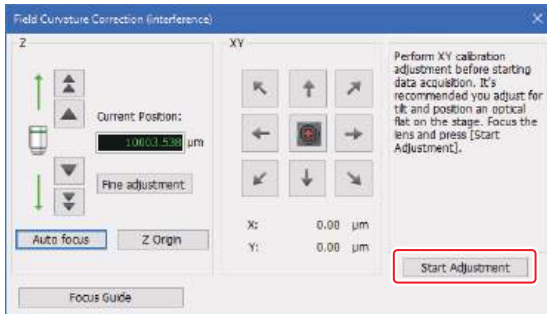 Field Curvature Correction (interference)
Z
Current Position:
10003.538 µm
Fine adjustment
Auto focus
Z Origin
Focus Guide
XY
X: 0.00 µm
Y: 0.00 µm
Perform XY calibration
adjustment before starting
data acquisition. It's
recommended you adjust for
tilt and position an optical
flat on the stage. Focus the
lens and press [Start
Adjustment].
Start Adjustment